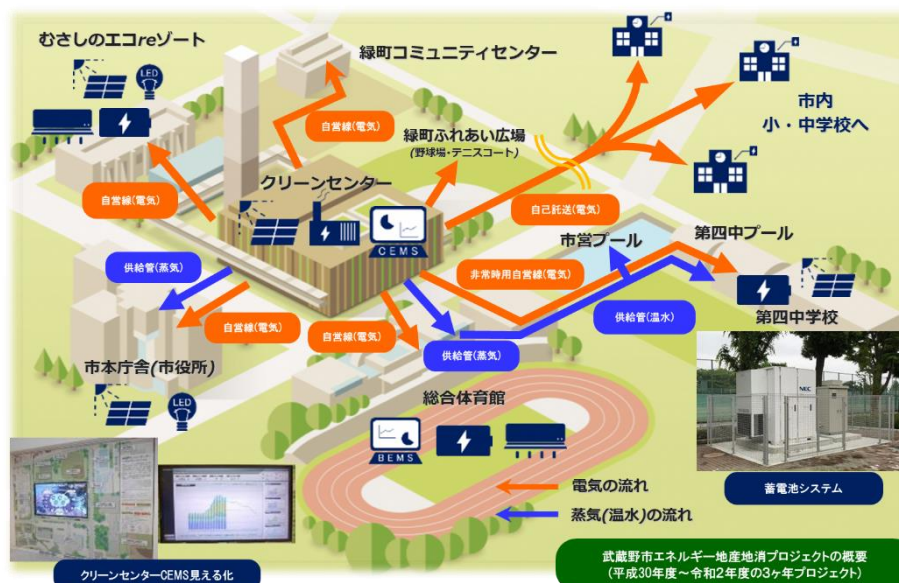 むさしのエコreゾート
LED
緑町コミュニティセンター
市内
小・中学校へ
自営線(電気)
緑町ふれあい広場
(野球場・テニスコート)
クリーンセンター
自営線(電気)
自己託送(電気)
CEMS
市営プール
第四中プール
供給管(蒸気)
非常時用自営線(電気)
自営線(電気)
自営線(電気)
供給管(蒸気)
供給管(温水)
第四中学校
市本庁舎(市役所)
LED
総合体育館
BEMS
NEC
電気の流れ
蒸気(温水)の流れ
蓄電池システム
クリーンセンターCEMS見える化
武蔵野市エネルギー地産地消プロジェクトの概要
(平成30年度~令和2年度の3ヶ年プロジェクト)